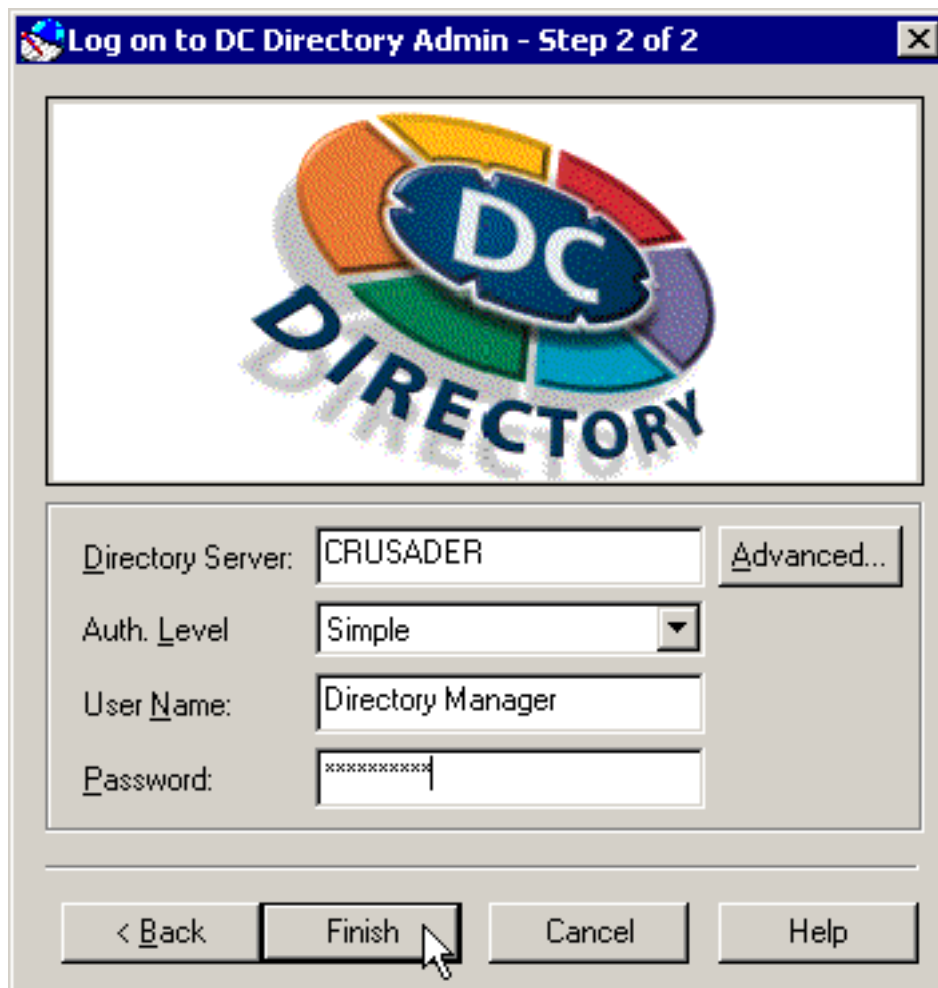 Log on to DC Directory Admin - Step 2 of 2
DC
DIRECTORY
Directory Server: CRUSADER Advanced...
Auth. Level Simple
User Name: Directory Manager
Password: xxxxxxxxxx
< Back Finish Cancel Help